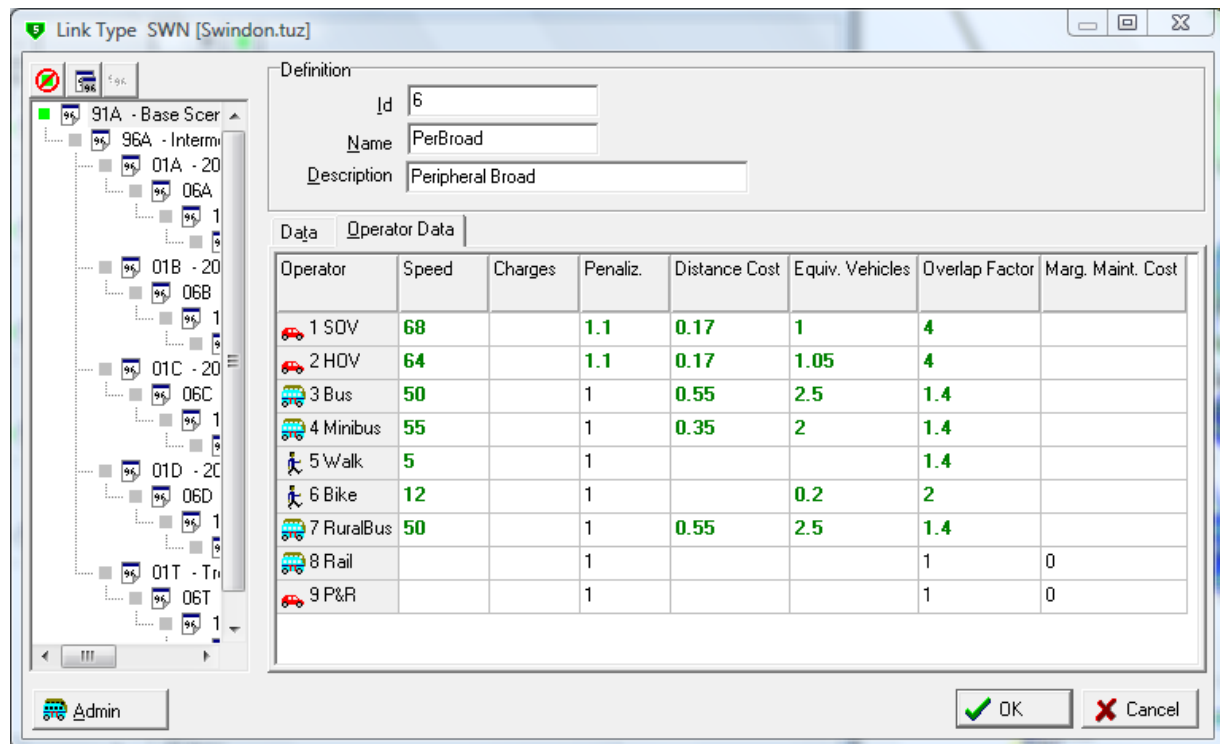 Link Type SWN [Swindon.tuz]
Definition
Id 6
Name PerBroad
Description Peripheral Broad
91A - Base Scer
96A - Interm
01A - 20
06A
1
01B - 20
06B
1
01C - 20
06C
1
01D - 20
06D
1
01T - Tr
06T
1
Data Operator Data
Operator Speed Charges Penaliz. Distance Cost Equiv. Vehicles Overlap Factor Marg. Maint. Cost
1 SOV 68 1.1 0.17 1 4
2 HOV 64 1.1 0.17 1.05 4
3 Bus 50 1 0.55 2.5 1.4
4 Minibus 55 1 0.35 2 1.4
5 Walk 5 1 1.4
6 Bike 12 1 0.2 2
7 RuralBus 50 1 0.55 2.5 1.4
8 Rail 1 1 0
9 P&R 1 1 0
Admin OK Cancel